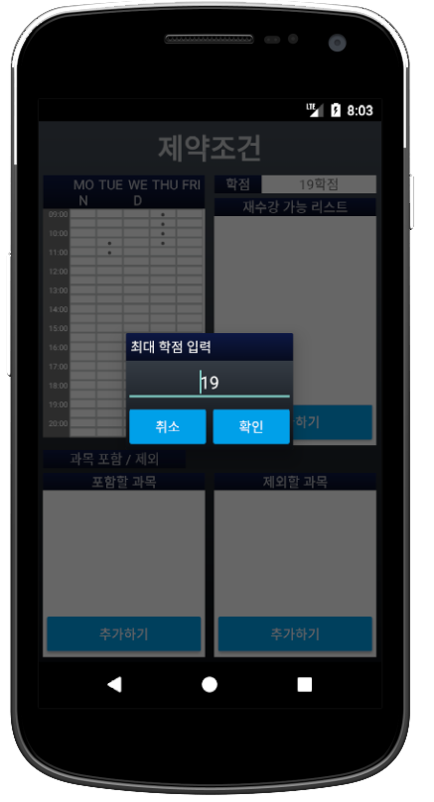 LTE 8:03
제약조건
MO TUE WE THU FRI
N D
학점 19학점
재수강 가능 리스트
09:00
10:00
11:00
12:00
13:00
14:00
15:00
16:00
17:00
18:00
19:00
20:00
최대 학점 입력
19
취소 확인
하기
과목 포함 / 제외
포함할 과목 제외할 과목
추가하기 추가하기